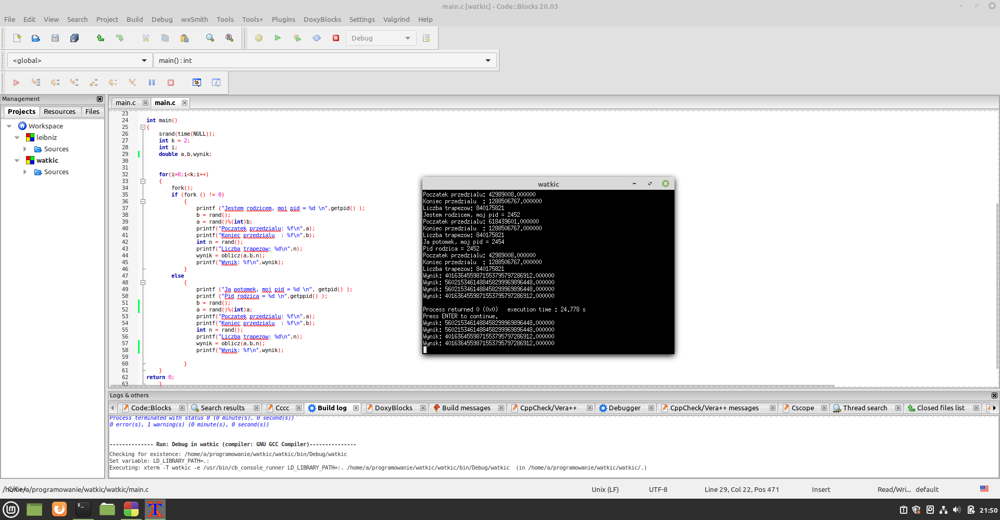 main.c [watkic] - Code::Blocks 20.03
File Edit View Search Project Build Debug wxSmith Tools Tools+ Plugins DoxyBlocks Settings Valgrind Help
Debug
<global> main() : int
Management
Projects Resources Files
Workspace
leibniz
Sources
watkic
Sources
main.c main.c
23
24 int main()
25 {
26 srand(time(NULL));
27 int k = 2;
28 int i;
29 double a,b,wynik;
30
31
32 for(i=0;i<k;i++)
33 {
34 fork();
35 if (fork () != 0)
36 {
37 printf ("Jestem rodzicem, moj pid = %d \n",getpid() );
38 b = rand();
39 a = rand()%(int)b;
40 printf("Poczatek przedzialu: %f\n",a);
41 printf("Koniec przedzialu  : %f\n",b);
42 int n = rand();
43 printf("Liczba trapezow: %d\n",n);
44 wynik = oblicz(a,b,n);
45 printf("Wynik: %f\n",wynik);
46 }
47 else
48 {
49 printf ("Ja potomek, moj pid = %d \n", getpid() );
50 printf ("Pid rodzica = %d \n",getppid() );
51 b = rand();
52 a = rand()%(int)a;
53 printf("Poczatek przedzialu: %f\n",a);
54 printf("Koniec przedzialu  : %f\n",b);
55 int n = rand();
56 printf("Liczba trapezow: %d\n",n);
57 wynik = oblicz(a,b,n);
58 printf("Wynik: %f\n",wynik);
59
60 }
61 }
62 return 0;
63 }
watkic
Poczatek przedzialu: 42989008.000000
Koniec przedzialu  : 1288506767.000000
Liczba trapezow: 840175821
Jestem rodzicem, moj pid = 2452
Poczatek przedzialu: 618439601.000000
Koniec przedzialu  : 1288506767.000000
Liczba trapezow: 840175821
Ja potomek, moj pid = 2454
Pid rodzica = 2452
Poczatek przedzialu: 42989008.000000
Koniec przedzialu  : 1288506767.000000
Liczba trapezow: 840175821
Wynik: 4016364559871553795797286912.000000
Wynik: 5602153461488458299969896448.000000
Wynik: 5602153461488458299969896448.000000
Wynik: 4016364559871553795797286912.000000
Process returned 0 (0x0)   execution time : 24.778 s
Press ENTER to continue.
Wynik: 5602153461488458299969896448.000000
Wynik: 5602153461488458299969896448.000000
Wynik: 4016364559871553795797286912.000000
Wynik: 4016364559871553795797286912.000000
Logs & others
Code::Blocks Search results Cccc Build log DoxyBlocks Build messages CppCheck/Vera++ Debugger CppCheck/Vera++ messages Cscope Thread search Closed files list
Process terminated with status 0 (0 minute(s), 0 second(s))
0 error(s), 1 warning(s) (0 minute(s), 0 second(s))
-------------- Run: Debug in watkic (compiler: GNU GCC Compiler)---------------
Checking for existence: /home/a/programowanie/watkic/watkic/bin/Debug/watkic
Set variable: LD_LIBRARY_PATH=.:
Executing: xterm -T watkic -e /usr/bin/cb_console_runner LD_LIBRARY_PATH=:. /home/a/programowanie/watkic/watkic/bin/Debug/watkic  (in /home/a/programowanie/watkic/watkic/.)
/home/a/programowanie/watkic/watkic/main.c C/C++ Unix (LF) UTF-8 Line 29, Col 22, Pos 471 Insert Read/Wri... default
21:50